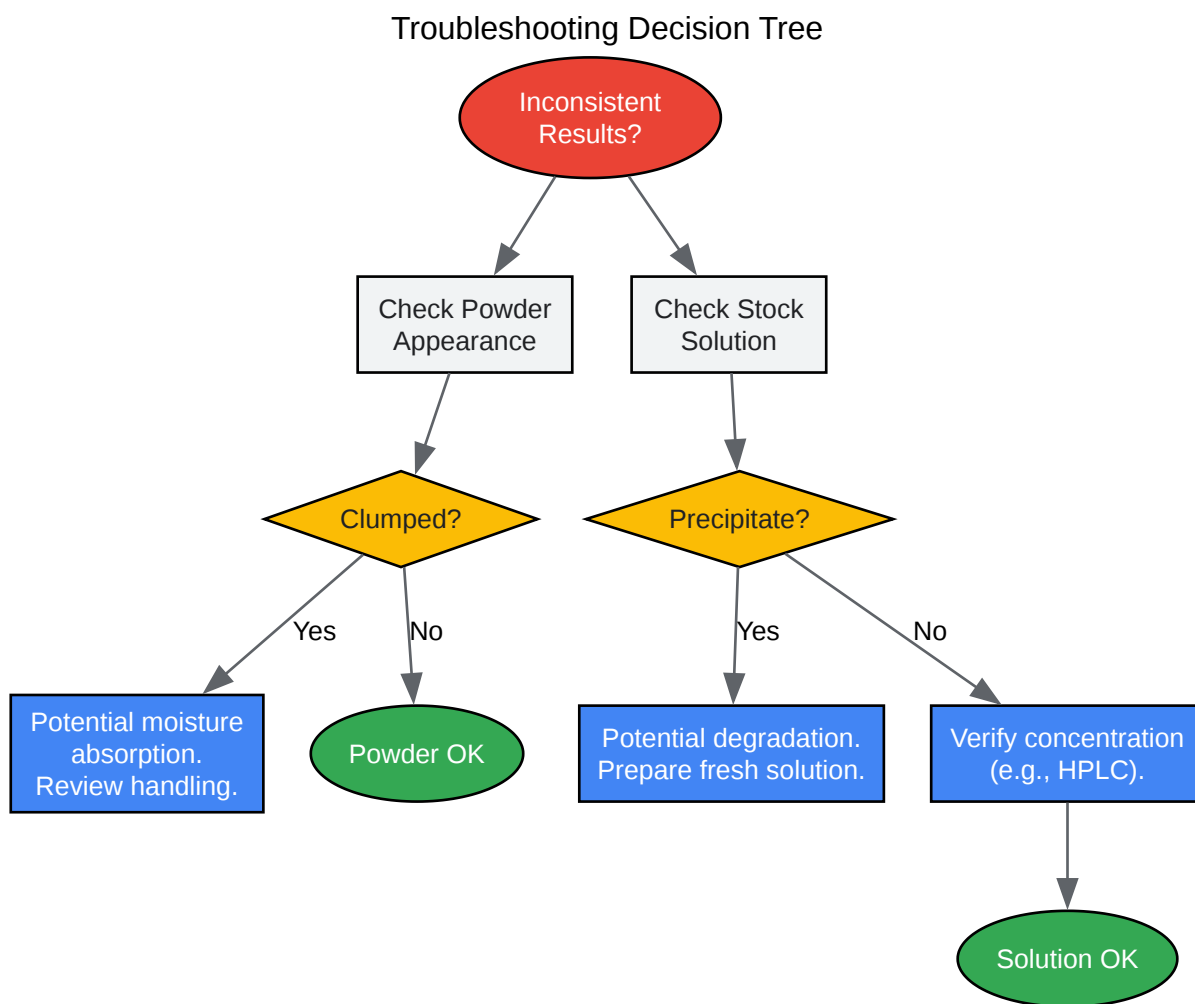 Troubleshooting Decision Tree
Inconsistent
Results?
Check Powder
Appearance
Check Stock
Solution
Clumped?
Precipitate?
Yes
No
Yes
No
Potential moisture
absorption.
Review handling.
Powder OK
Potential degradation.
Prepare fresh solution.
Verify concentration
(e.g., HPLC).
Solution OK